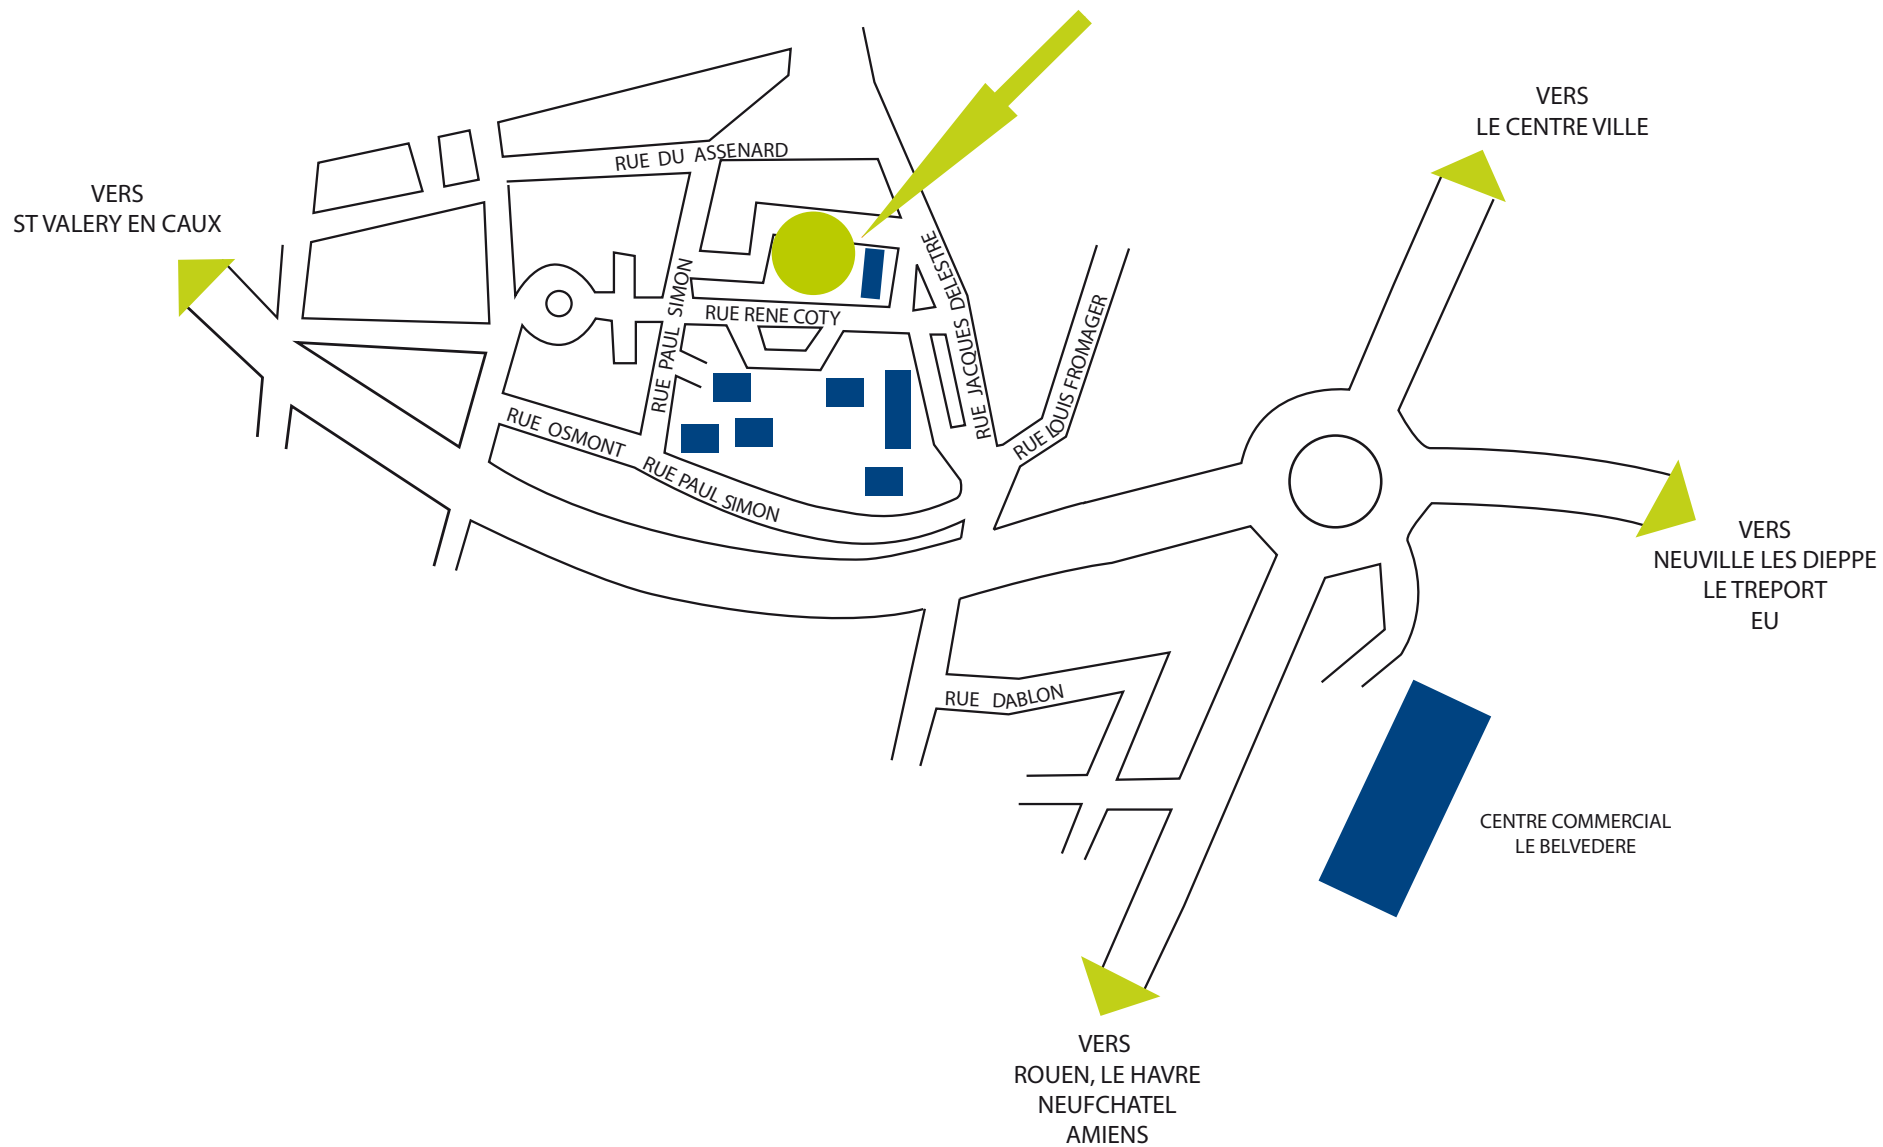 VERS
LE CENTRE VILLE
VERS
ST VALERY EN CAUX
RUE DU ASSENARD
RUE JACQUES DELESTRE
RUE PAUL SIMON
RUE RENE COTY
RUE LOUIS FROMAGER
RUE OSMONT
RUE PAUL SIMON
VERS
NEUVILLE LES DIEPPE
LE TREPORT
EU
RUE DABLON
CENTRE COMMERCIAL
LE BELVEDERE
VERS
ROUEN, LE HAVRE
NEUFCHATEL
AMIENS